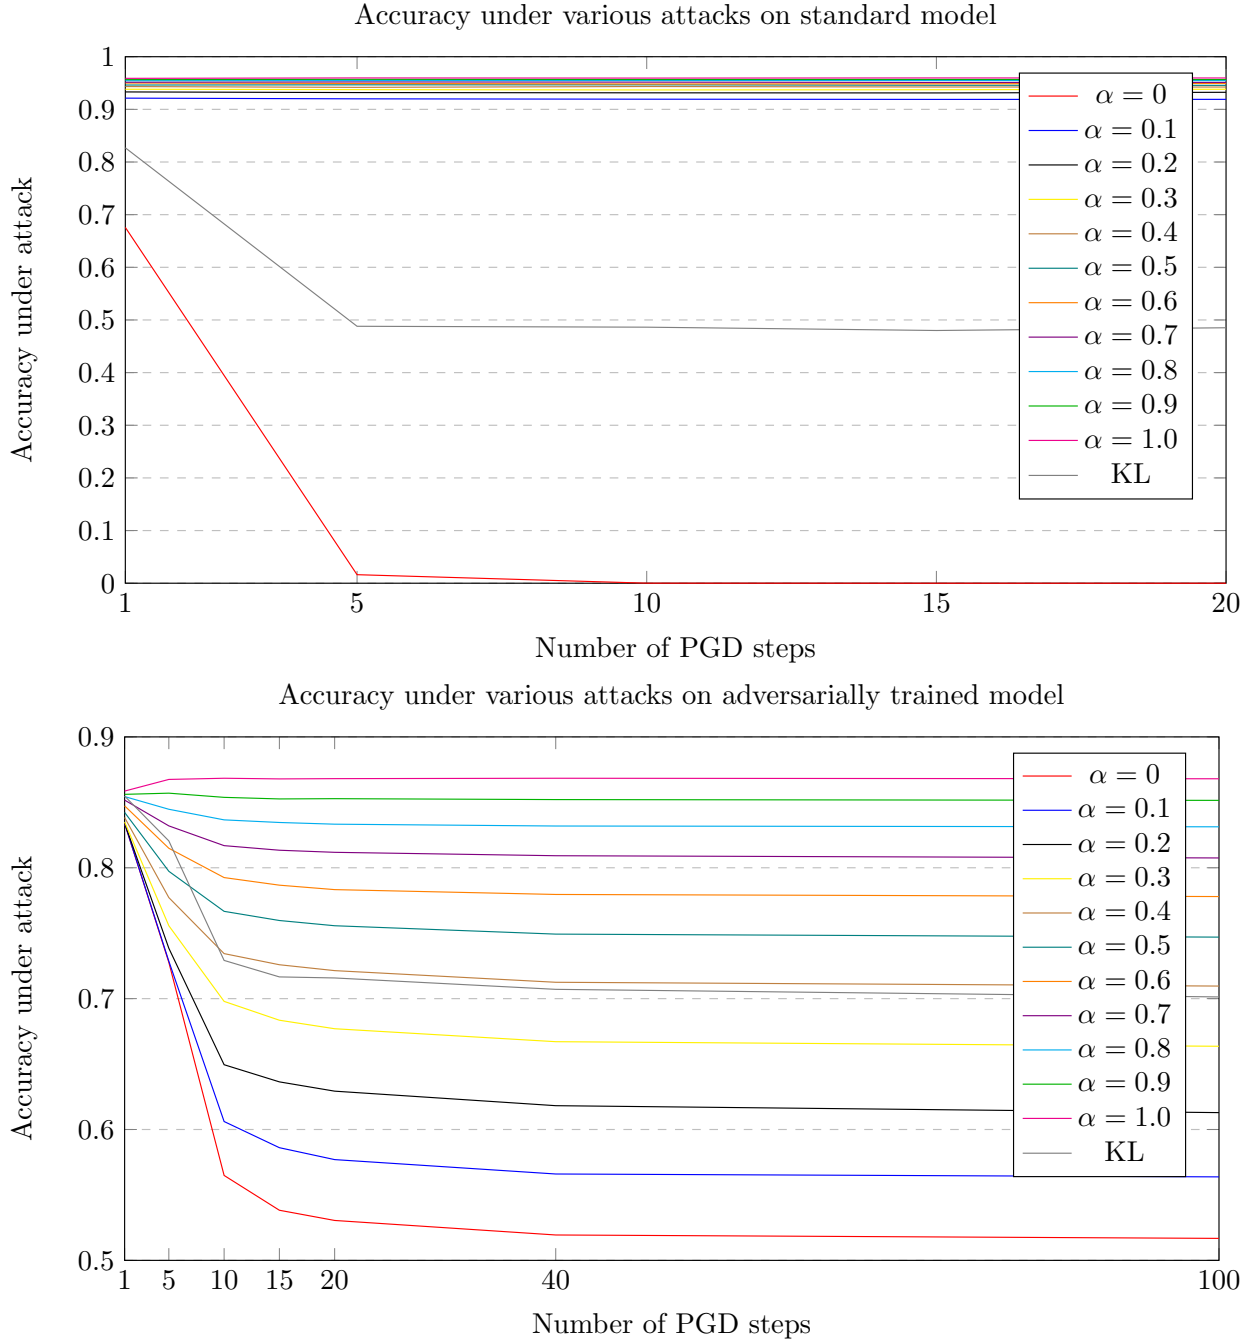 Accuracy under various attacks on standard model
Accuracy under attack
1
0.9
0.8
0.7
0.6
0.5
0.4
0.3
0.2
0.1
0
1
5
10
15
20
Number of PGD steps
α = 0
α = 0.1
α = 0.2
α = 0.3
α = 0.4
α = 0.5
α = 0.6
α = 0.7
α = 0.8
α = 0.9
α = 1.0
KL
Accuracy under various attacks on adversarially trained model
Accuracy under attack
0.9
0.8
0.7
0.6
0.5
1
5
10
15
20
40
100
Number of PGD steps
α = 0
α = 0.1
α = 0.2
α = 0.3
α = 0.4
α = 0.5
α = 0.6
α = 0.7
α = 0.8
α = 0.9
α = 1.0
KL